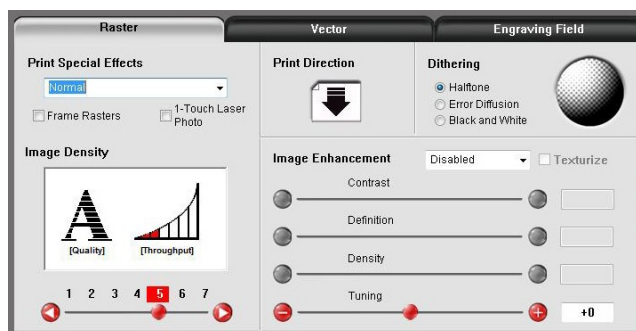 Raster
Vector
Engraving Field
Print Special Effects
Normal
Frame Rasters
1-Touch Laser
Photo
Print Direction
Dithering
Halftone
Error Diffusion
Black and White
Image Density
A
[Quality]
[Throughput]
1 2 3 4 5 6 7
Image Enhancement
Disabled
Texturize
Contrast
Definition
Density
Tuning
+0